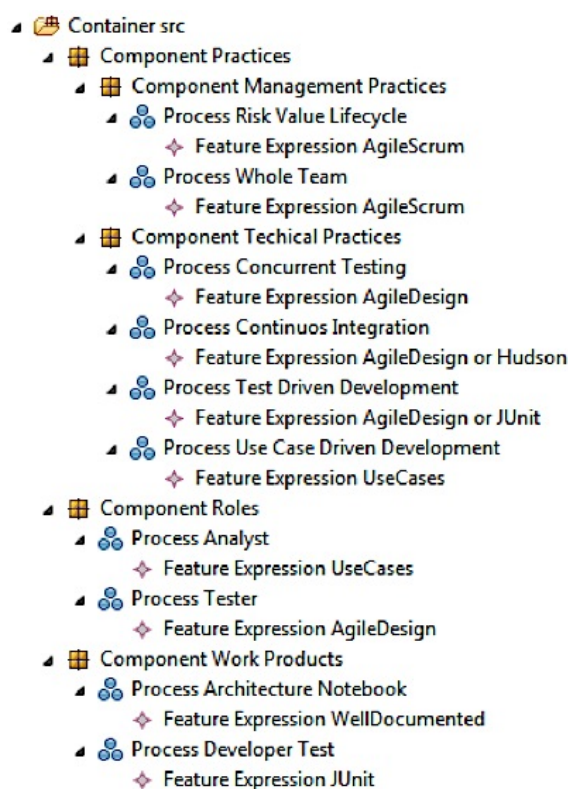 Container src
Component Practices
Component Management Practices
Process Risk Value Lifecycle
Feature Expression AgileScrum
Process Whole Team
Feature Expression AgileScrum
Component Techical Practices
Process Concurrent Testing
Feature Expression AgileDesign
Process Continuos Integration
Feature Expression AgileDesign or Hudson
Process Test Driven Development
Feature Expression AgileDesign or JUnit
Process Use Case Driven Development
Feature Expression UseCases
Component Roles
Process Analyst
Feature Expression UseCases
Process Tester
Feature Expression AgileDesign
Component Work Products
Process Architecture Notebook
Feature Expression WellDocumented
Process Developer Test
Feature Expression JUnit